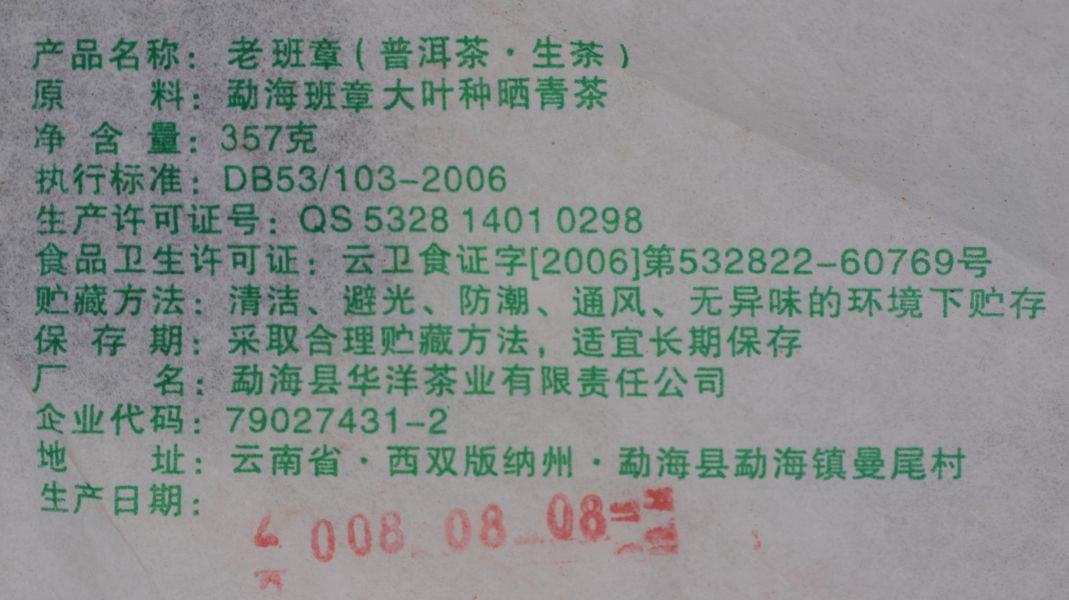 产品名称：老班章（普洱茶·生茶）
原料：勐海班章大叶种晒青茶
净含量：357克
执行标准：DB53/103-2006
生产许可证号：QS 5328 1401 0298
食品卫生许可证：云卫食证字[2006]第532822-60769号
贮藏方法：清洁、避光、防潮、通风、无异味的环境下贮存
保存期：采取合理贮藏方法，适宜长期保存
厂名：勐海县华洋茶业有限责任公司
企业代码：79027431-2
地址：云南省·西双版纳州·勐海县勐海镇曼尾村
生产日期：
008 08 08